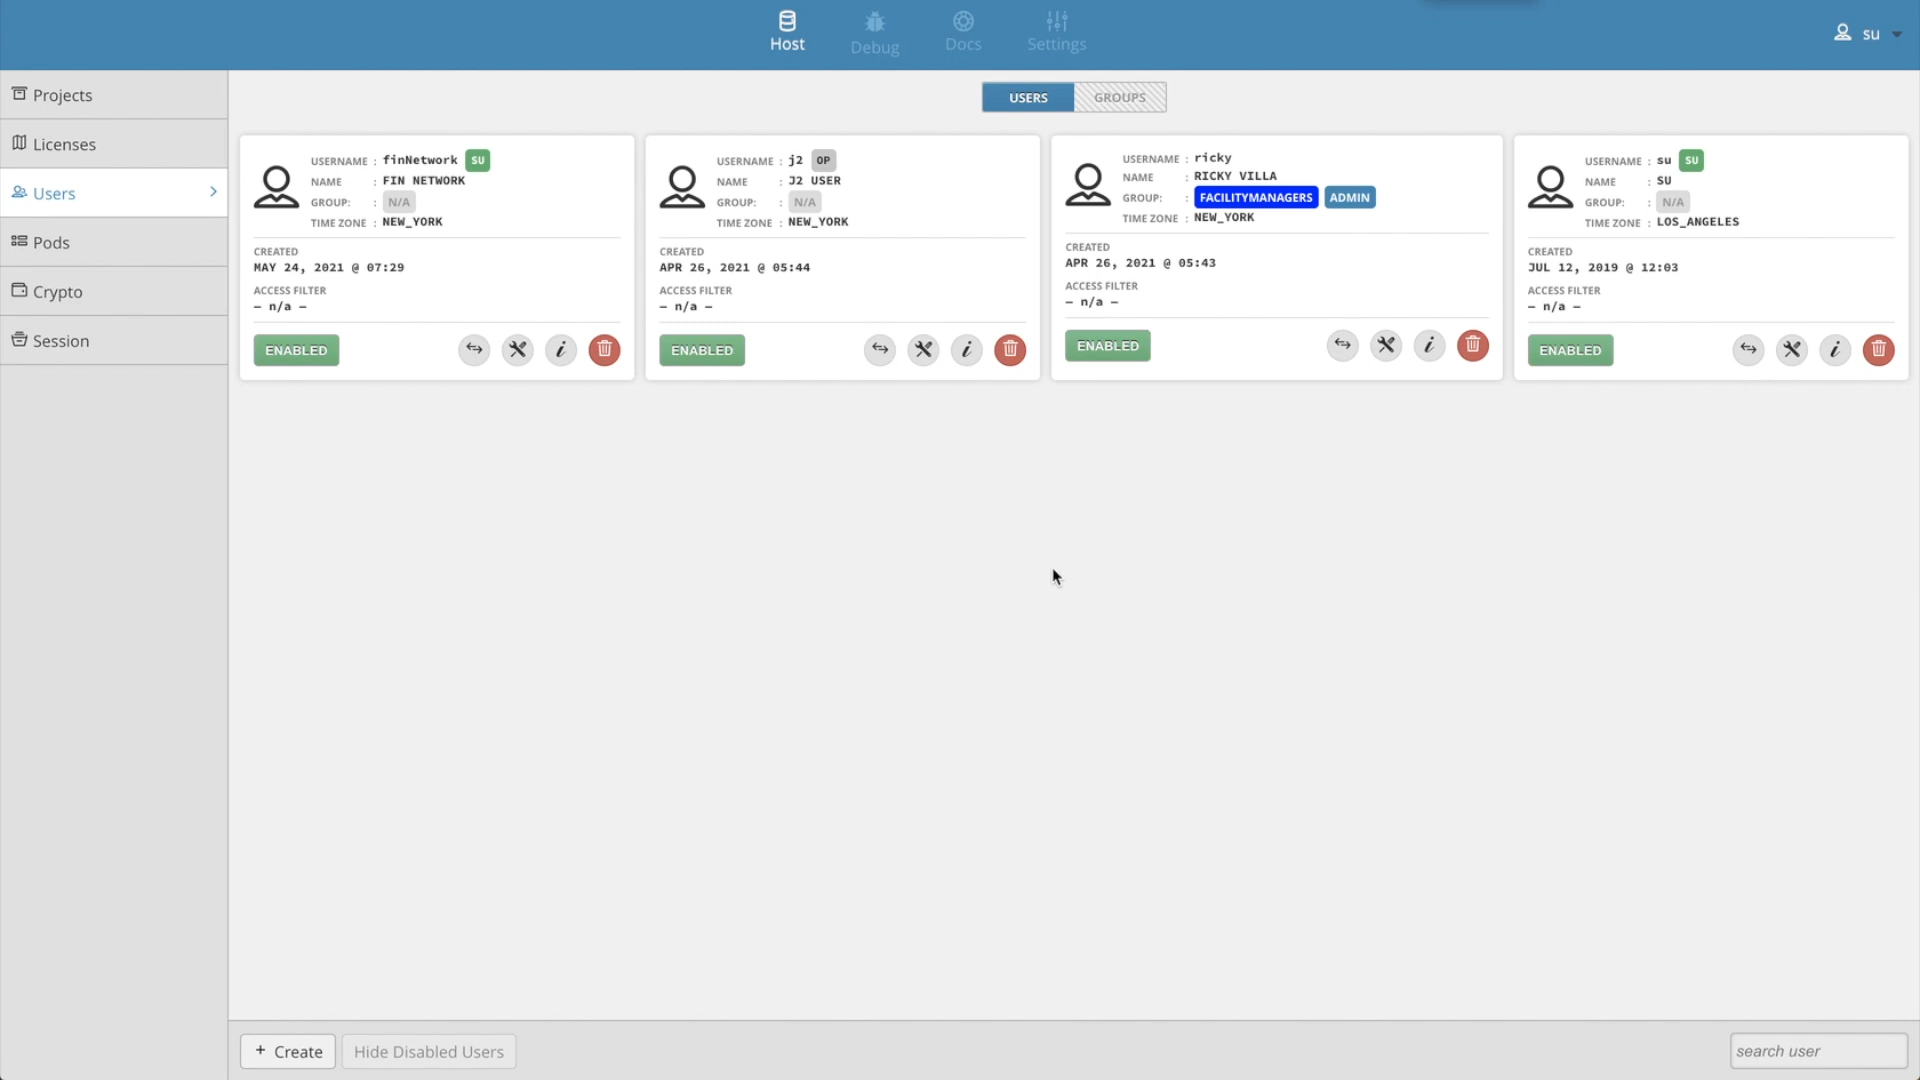 Host
Debug
Docs
Settings
su
Projects
Licenses
Users
Pods
Crypto
Session
USERS
GROUPS
USERNAME : finNetwork SU
NAME : FIN NETWORK
GROUP: : N/A
TIME ZONE : NEW_YORK
CREATED
MAY 24, 2021 @ 07:29
ACCESS FILTER
– n/a –
ENABLED
USERNAME : j2 OP
NAME : J2 USER
GROUP: : N/A
TIME ZONE : NEW_YORK
CREATED
APR 26, 2021 @ 05:44
ACCESS FILTER
– n/a –
ENABLED
USERNAME : ricky
NAME : RICKY VILLA
GROUP: : FACILITYMANAGERS ADMIN
TIME ZONE : NEW_YORK
CREATED
APR 26, 2021 @ 05:43
ACCESS FILTER
– n/a –
ENABLED
USERNAME : su SU
NAME : SU
GROUP: : N/A
TIME ZONE : LOS_ANGELES
CREATED
JUL 12, 2019 @ 12:03
ACCESS FILTER
– n/a –
ENABLED
+ Create
Hide Disabled Users
search user